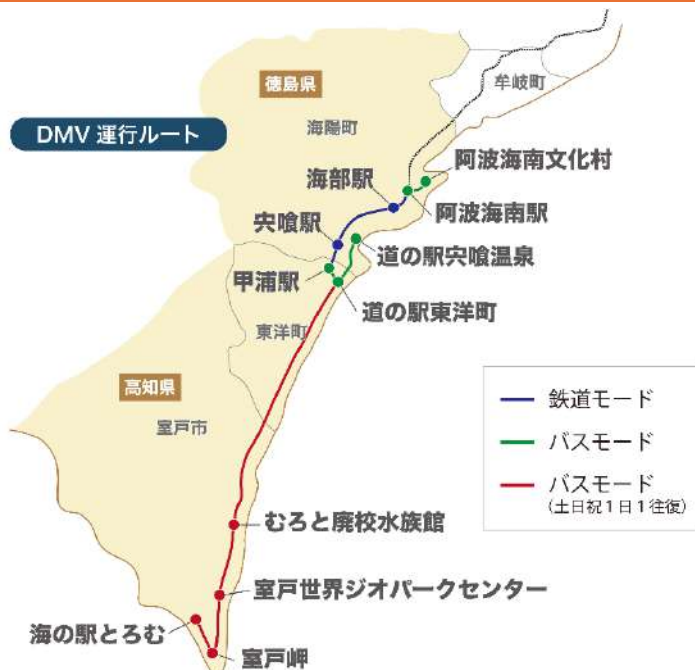 徳島県
牟岐町
DMV 運行ルート
海陽町
阿波海南文化村
海部駅
阿波海南駅
宍喰駅
道の駅宍喰温泉
甲浦駅
道の駅東洋町
東洋町
高知県
室戸市
鉄道モード
バスモード
バスモード
(土日祝1日1往復)
むろと廃校水族館
室戸世界ジオパークセンター
海の駅とろむ
室戸岬